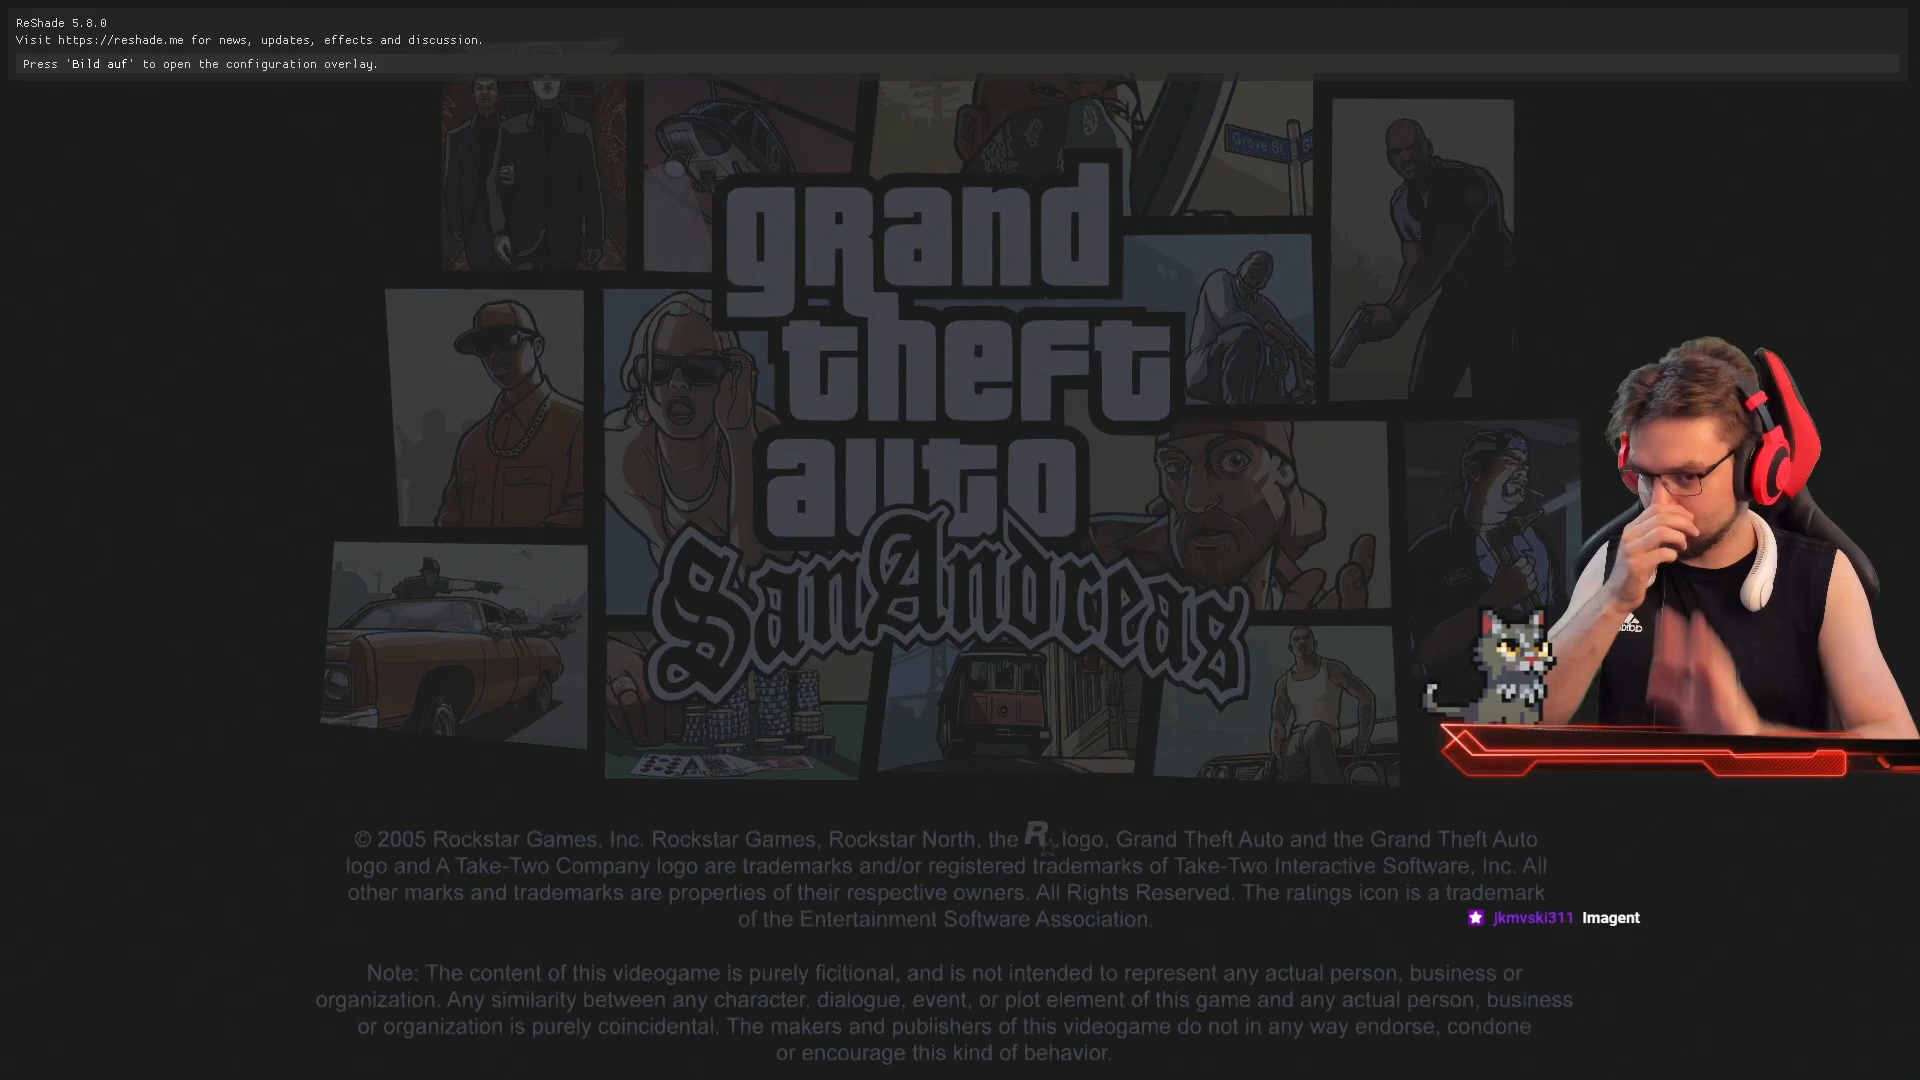 ReShade 5.8.0
Visit https://reshade.me for news, updates, effects and discussion.
Press 'Bild auf' to open the configuration overlay.
Grove St
grand
theft
auto
San Andreas
adidas
© 2005 Rockstar Games, Inc. Rockstar Games, Rockstar North, the R logo, Grand Theft Auto and the Grand Theft Auto
logo and A Take-Two Company logo are trademarks and/or registered trademarks of Take-Two Interactive Software, Inc. All
other marks and trademarks are properties of their respective owners. All Rights Reserved. The ratings icon is a trademark
of the Entertainment Software Association.
jkmvski311 Imagent
Note: The content of this videogame is purely ficitional, and is not intended to represent any actual person, business or
organization. Any similarity between any character, dialogue, event, or plot element of this game and any actual person, business
or organization is purely coincidental. The makers and publishers of this videogame do not in any way endorse, condone
or encourage this kind of behavior.